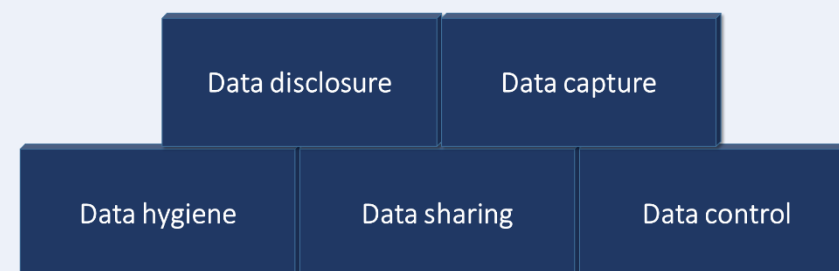 Data disclosure
Data capture
Data hygiene
Data sharing
Data control